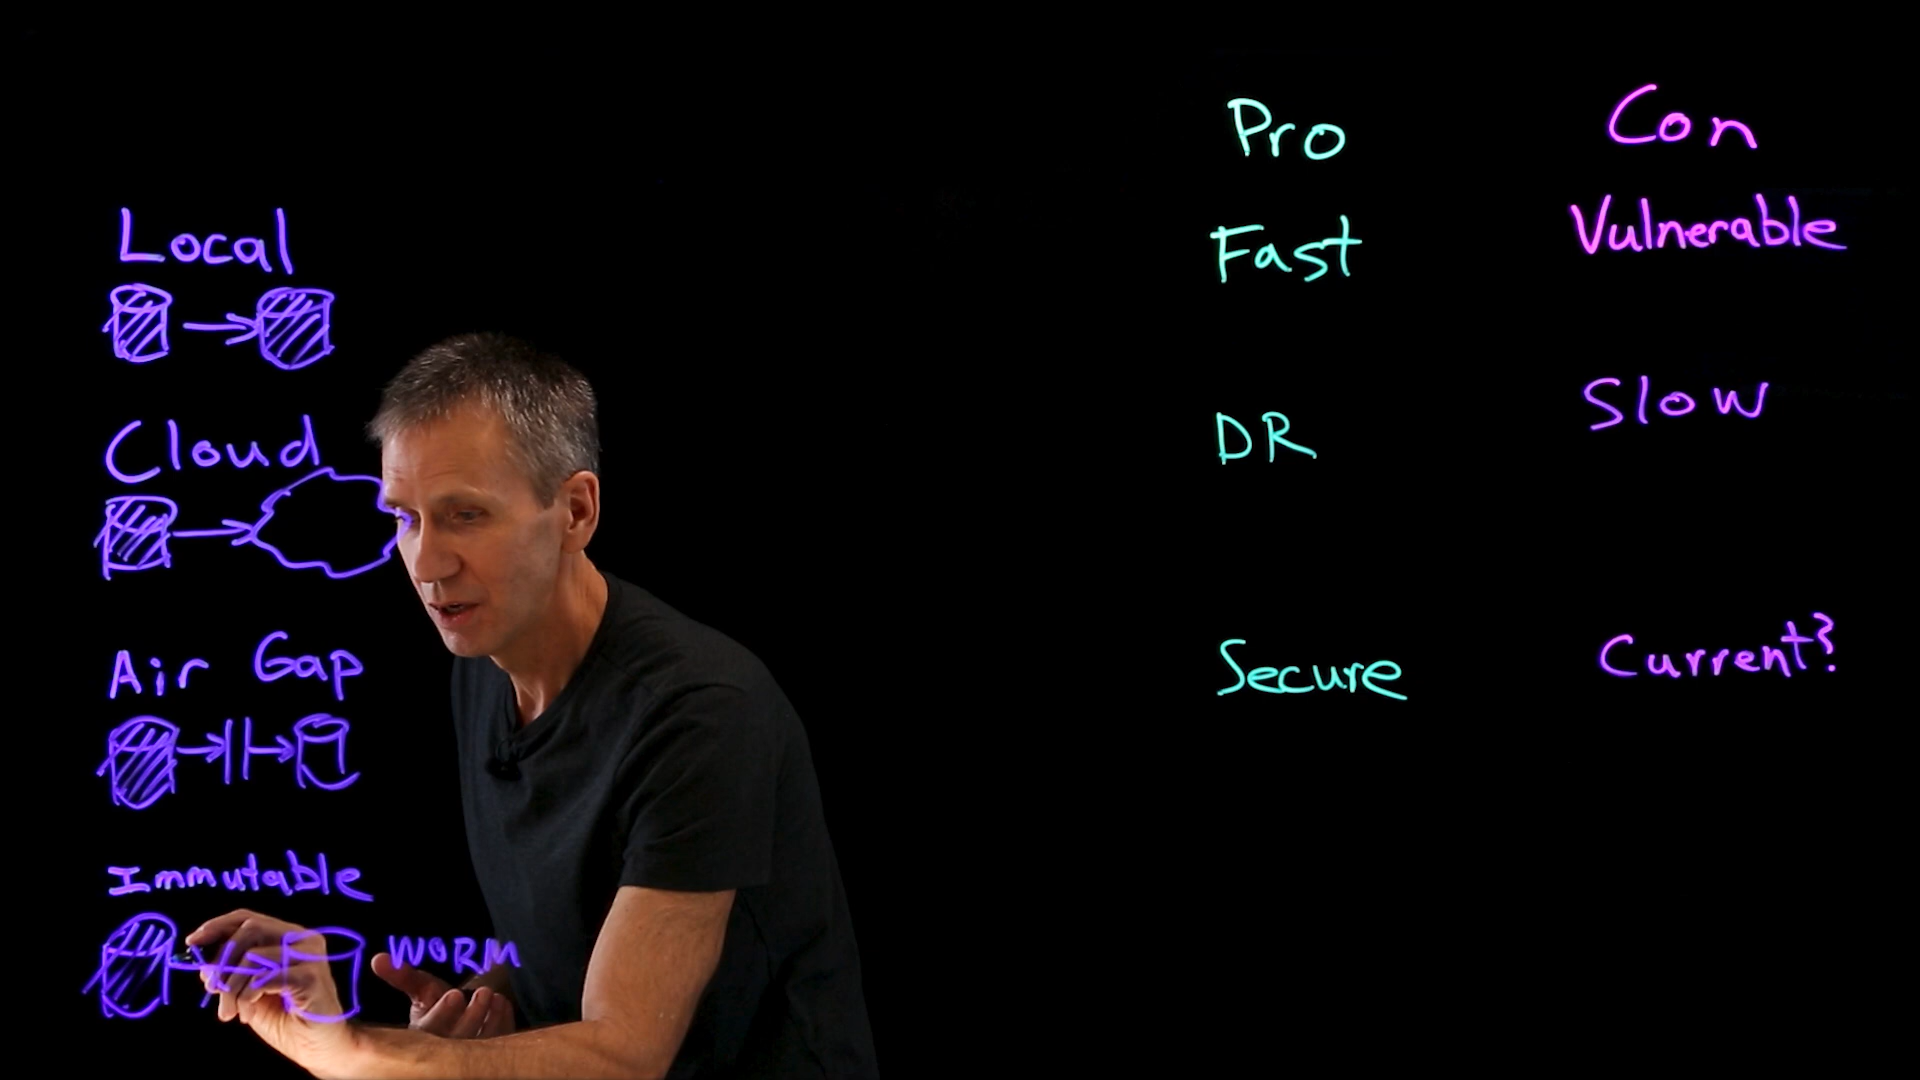 Pro Con
Local Fast Vulnerable
Cloud DR Slow
Air Gap Secure Current?
Immutable
WORM